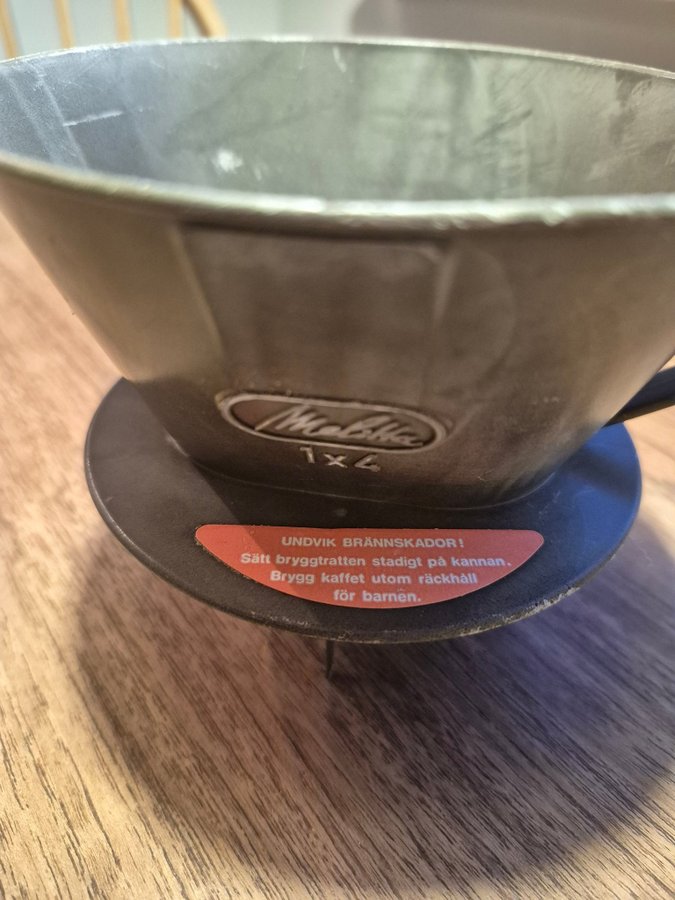 Melitta
1x4
UNDVIK BRÄNNSKADOR!
Sätt bryggtratten stadigt på kannan.
Brygg kaffet utom räckhåll
för barnen.